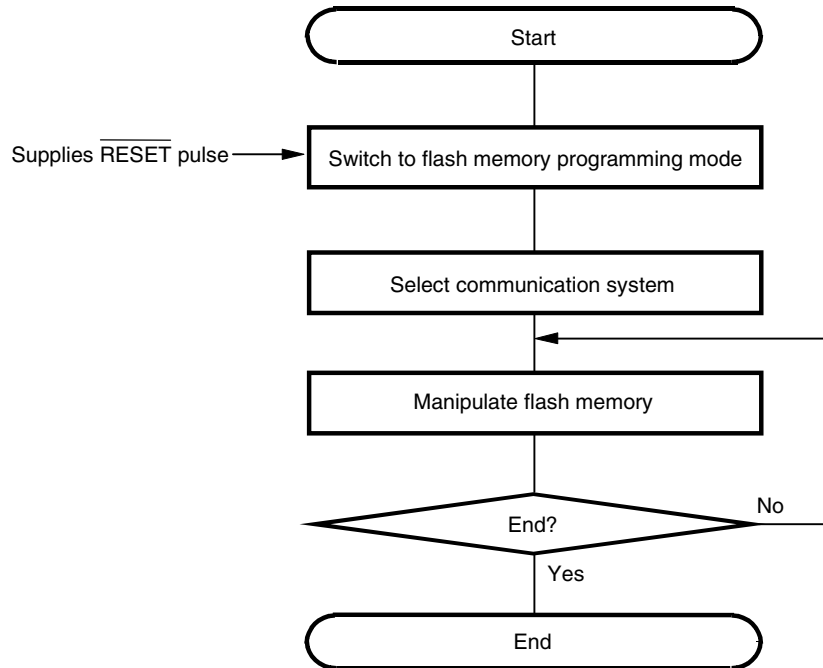 Start
Supplies RESET pulse
Switch to flash memory programming mode
Select communication system
Manipulate flash memory
End?
No
Yes
End